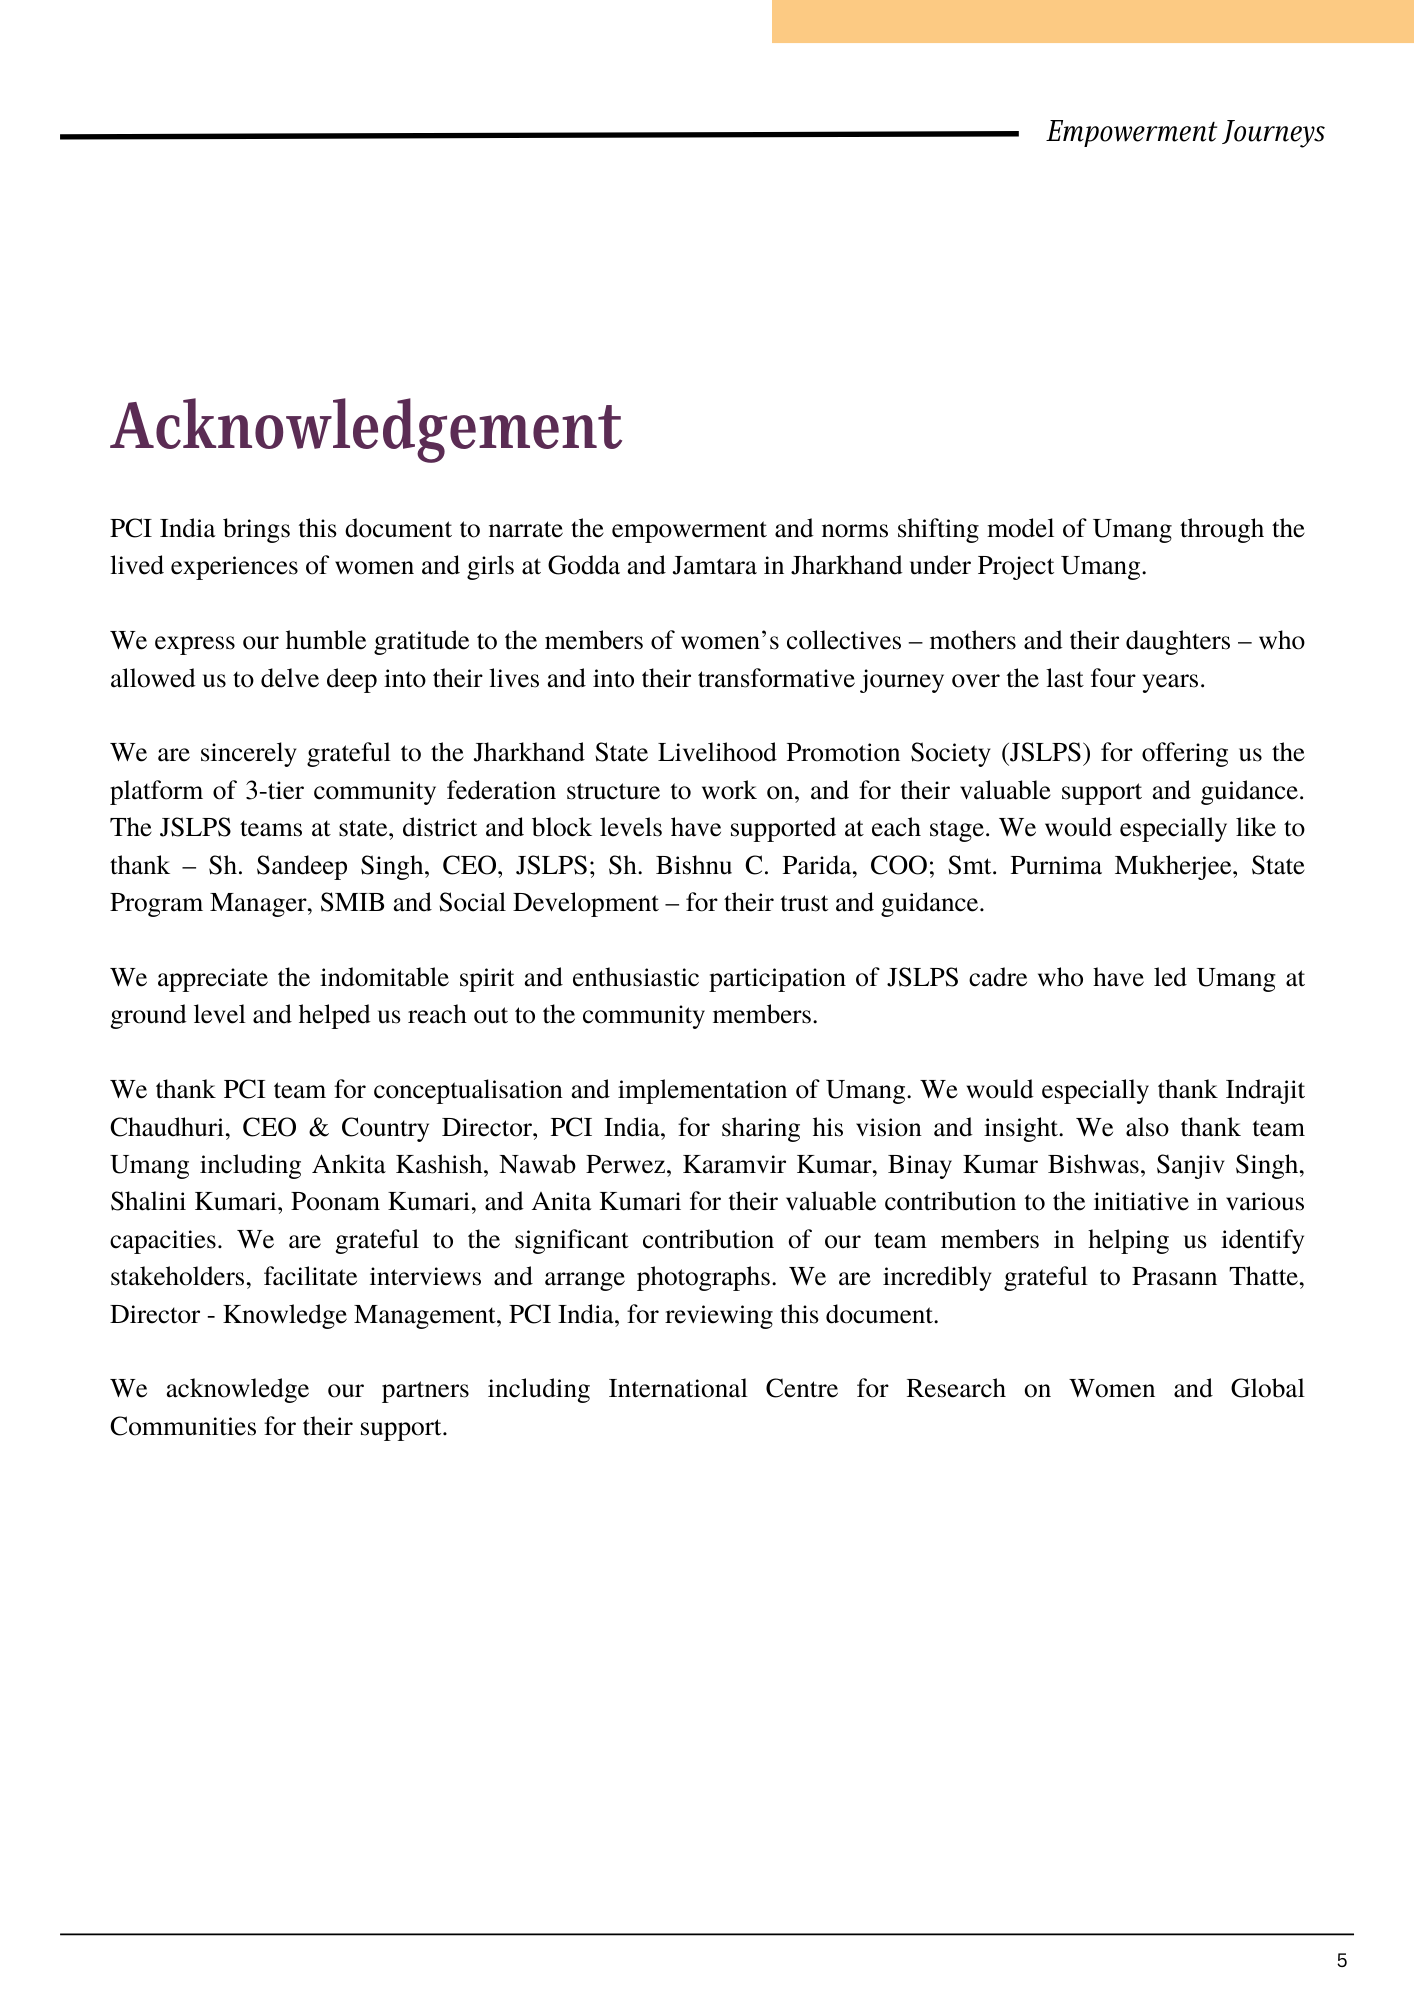 Empowerment Journeys
Acknowledgement
PCI India brings this document to narrate the empowerment and norms shifting model of Umang through the
lived experiences of women and girls at Godda and Jamtara in Jharkhand under Project Umang.
We express our humble gratitude to the members of women’s collectives – mothers and their daughters – who
allowed us to delve deep into their lives and into their transformative journey over the last four years.
We are sincerely grateful to the Jharkhand State Livelihood Promotion Society (JSLPS) for offering us the
platform of 3-tier community federation structure to work on, and for their valuable support and guidance.
The JSLPS teams at state, district and block levels have supported at each stage. We would especially like to
thank – Sh. Sandeep Singh, CEO, JSLPS; Sh. Bishnu C. Parida, COO; Smt. Purnima Mukherjee, State
Program Manager, SMIB and Social Development – for their trust and guidance.
We appreciate the indomitable spirit and enthusiastic participation of JSLPS cadre who have led Umang at
ground level and helped us reach out to the community members.
We thank PCI team for conceptualisation and implementation of Umang. We would especially thank Indrajit
Chaudhuri, CEO & Country Director, PCI India, for sharing his vision and insight. We also thank team
Umang including Ankita Kashish, Nawab Perwez, Karamvir Kumar, Binay Kumar Bishwas, Sanjiv Singh,
Shalini Kumari, Poonam Kumari, and Anita Kumari for their valuable contribution to the initiative in various
capacities. We are grateful to the significant contribution of our team members in helping us identify
stakeholders, facilitate interviews and arrange photographs. We are incredibly grateful to Prasann Thatte,
Director - Knowledge Management, PCI India, for reviewing this document.
We acknowledge our partners including International Centre for Research on Women and Global
Communities for their support.
5